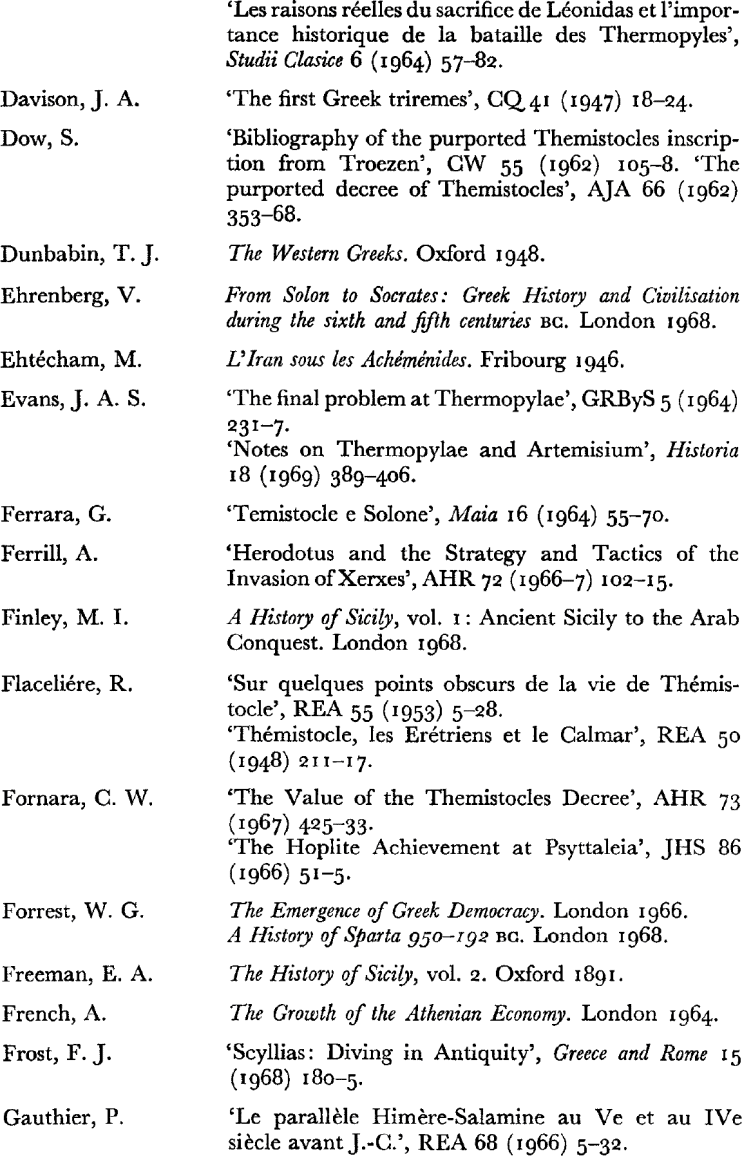 ‘Les raisons réelles du sacrifice de Léonidas et l’impor-
tance historique de la bataille des Thermopyles’,
Studii Clasice 6 (1964) 57–82.
Davison, J. A. ‘The first Greek triremes’, CQ 41 (1947) 18–24.
Dow, S. ‘Bibliography of the purported Themistocles inscrip-
tion from Troezen’, CW 55 (1962) 105–8. ‘The
purported decree of Themistocles’, AJA 66 (1962)
353–68.
Dunbabin, T. J. The Western Greeks. Oxford 1948.
Ehrenberg, V. From Solon to Socrates: Greek History and Civilisation
during the sixth and fifth centuries BC. London 1968.
Ehtécham, M. L’Iran sous les Achéménides. Fribourg 1946.
Evans, J. A. S. ‘The final problem at Thermopylae’, GRByS 5 (1964)
231–7.
‘Notes on Thermopylae and Artemisium’, Historia
18 (1969) 389–406.
Ferrara, G. ‘Temistocle e Solone’, Maia 16 (1964) 55–70.
Ferrill, A. ‘Herodotus and the Strategy and Tactics of the
Invasion of Xerxes’, AHR 72 (1966–7) 102–15.
Finley, M. I. A History of Sicily, vol. 1: Ancient Sicily to the Arab
Conquest. London 1968.
Flaceliére, R. ‘Sur quelques points obscurs de la vie de Thémis-
tocle’, REA 55 (1953) 5–28.
‘Thémistocle, les Erétriens et le Calmar’, REA 50
(1948) 211–17.
Fornara, C. W. ‘The Value of the Themistocles Decree’, AHR 73
(1967) 425–33.
‘The Hoplite Achievement at Psyttaleia’, JHS 86
(1966) 51–5.
Forrest, W. G. The Emergence of Greek Democracy. London 1966.
A History of Sparta 950–192 BC. London 1968.
Freeman, E. A. The History of Sicily, vol. 2. Oxford 1891.
French, A. The Growth of the Athenian Economy. London 1964.
Frost, F. J. ‘Scyllias: Diving in Antiquity’, Greece and Rome 15
(1968) 180–5.
Gauthier, P. ‘Le parallèle Himère-Salamine au Ve et au IVe
siècle avant J.-C.’, REA 68 (1966) 5–32.